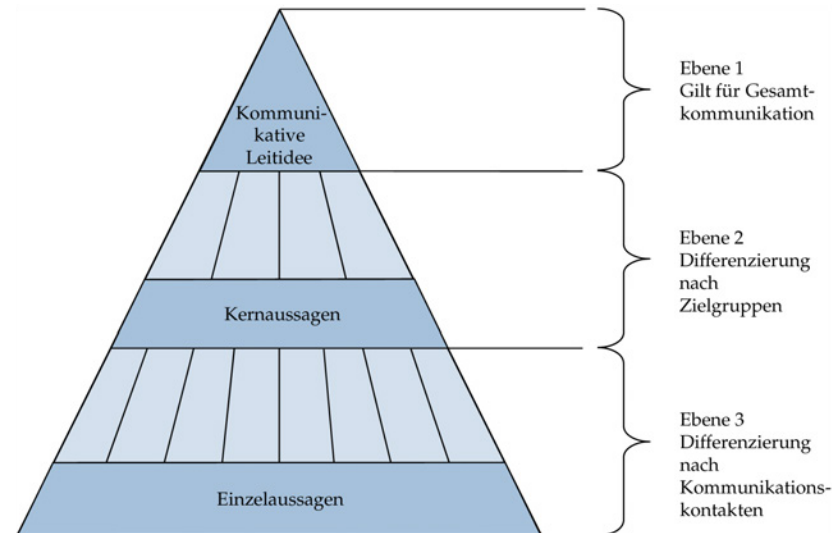 Kommuni-
kative
Leitidee
Ebene 1
Gilt für Gesamt-
kommunikation
Ebene 2
Differenzierung
nach
Zielgruppen
Kernaussagen
Ebene 3
Differenzierung
nach
Kommunikations-
kontakten
Einzelaussagen